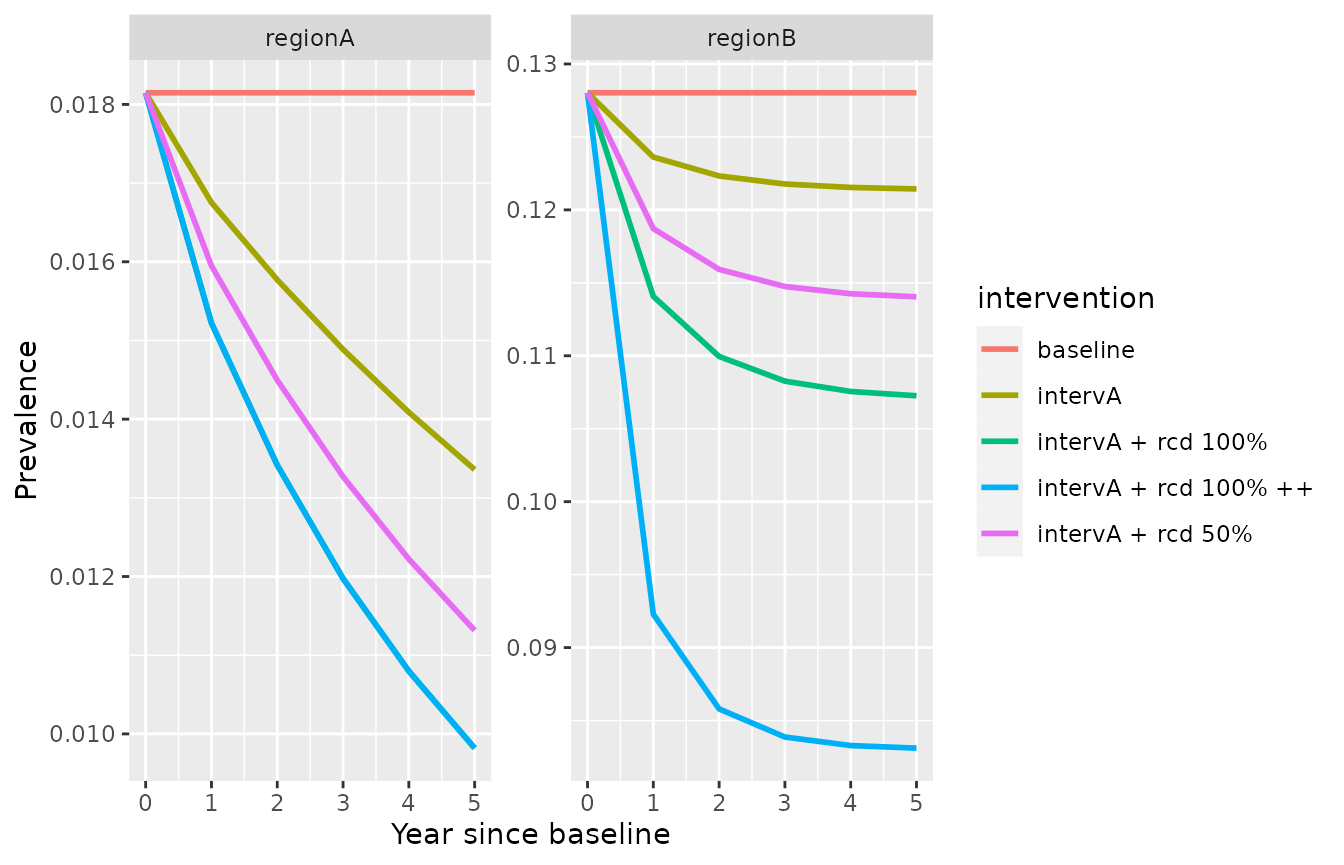 regionA
regionB
Prevalence
0.018
0.016
0.014
0.012
0.010
0 1 2 3 4 5
0.13
0.12
0.11
0.10
0.09
0 1 2 3 4 5
Year since baseline
intervention
baseline
intervA
intervA + rcd 100%
intervA + rcd 100% ++
intervA + rcd 50%